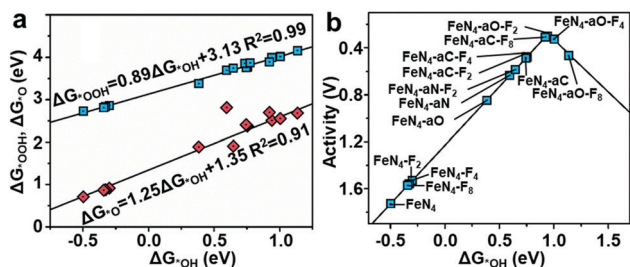 a
ΔG*OOH, ΔG*O (eV)
5
4
3
2
1
0
ΔG*OOH=0.89ΔG*OH+3.13 R²=0.99
ΔG*O=1.25ΔG*OH+1.35 R²=0.91
-0.5 0.0 0.5 1.0
ΔG*OH (eV)
b
Activity (V)
0.4
0.8
1.2
1.6
FeN₄-aO-F₂
FeN₄-aC-F₈
FeN₄-aC-F₄
FeN₄-aC-F₂
FeN₄-aN-F₂
FeN₄-aN
FeN₄-aO
FeN₄-aO-F₄
FeN₄-aC
FeN₄-aO-F₈
FeN₄-F₂
FeN₄-F₄
FeN₄-F₈
FeN₄
-0.5 0.0 0.5 1.0 1.5
ΔG*OH (eV)